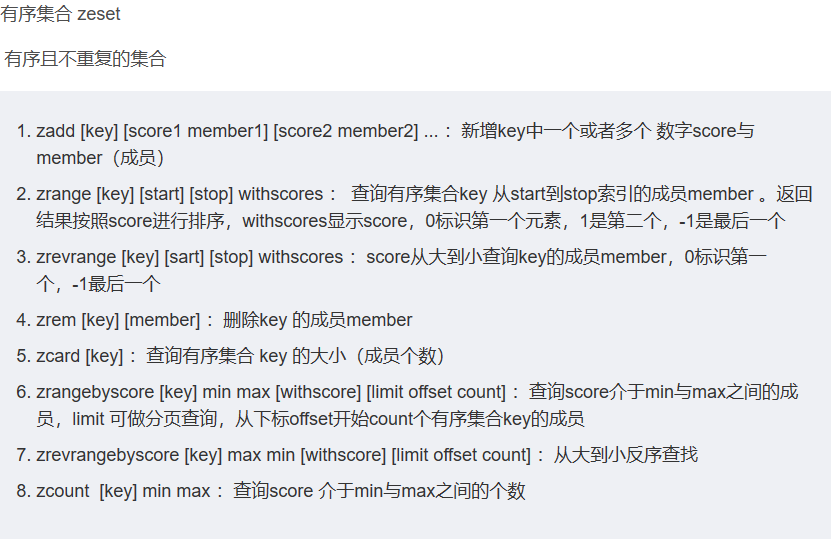 有序集合 zeset
有序且不重复的集合
1. zadd [key] [score1 member1] [score2 member2] ... ： 新增key中一个或者多个 数字score与
member（成员）
2. zrange [key] [start] [stop] withscores ： 查询有序集合key 从start到stop索引的成员member 。返回
结果按照score进行排序，withscores显示score，0标识第一个元素，1是第二个，-1是最后一个
3. zrevrange [key] [sart] [stop] withscores ：score从大到小查询key的成员member，0标识第一
个，-1最后一个
4. zrem [key] [member] ：删除key 的成员member
5. zcard [key] ：查询有序集合 key 的大小（成员个数）
6. zrangebyscore [key] min max [withscore] [limit offset count] ：查询score介于min与max之间的成
员，limit 可做分页查询，从下标offset开始count个有序集合key的成员
7. zrevrangebyscore [key] max min [withscore] [limit offset count] ：从大到小反序查找
8. zcount [key] min max ：查询score 介于min与max之间的个数